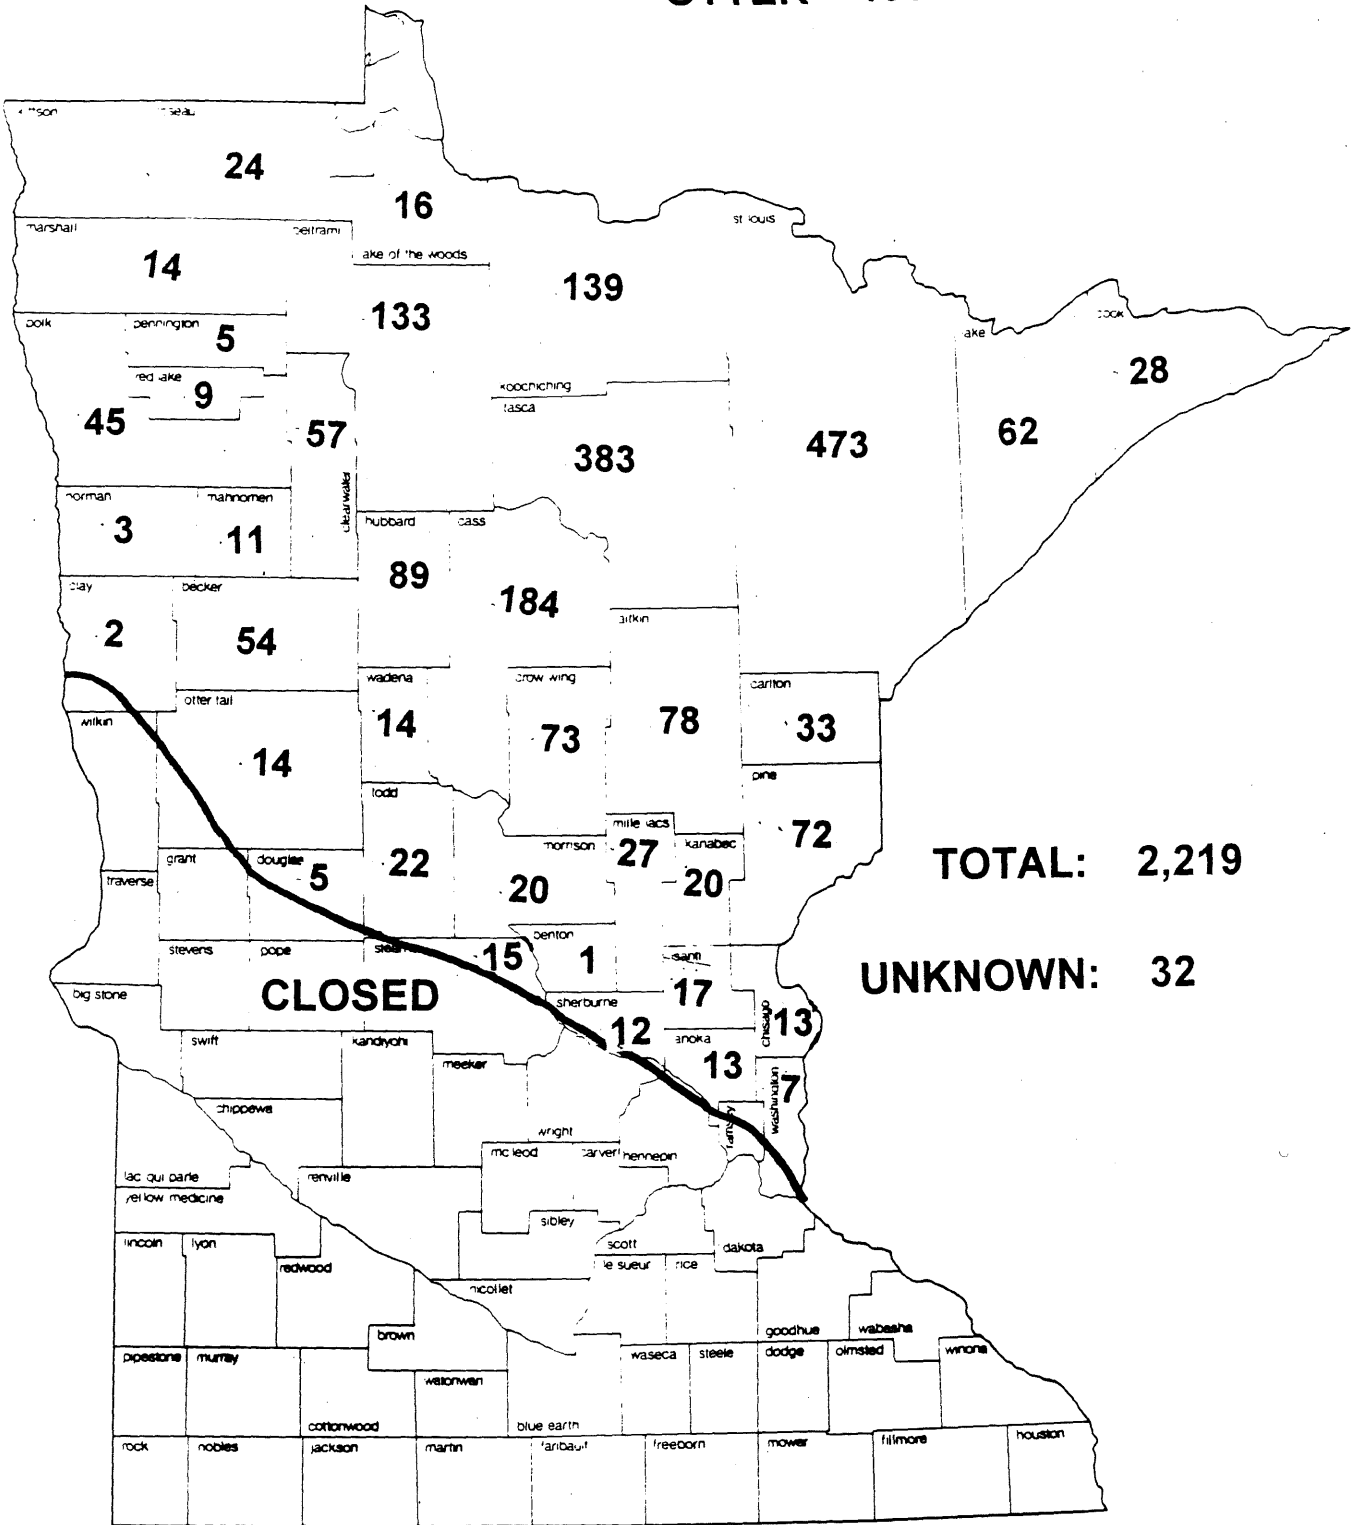 OTTER
24
16
st louis
marshall
beltrami
14
lake of the woods
139
133
polk
pennington
5
cook
lake
red lake
9
28
koochiching
itasca
45
57
383
473
62
norman
mahnomen
clearwater
3
11
hubbard
cass
89
184
clay
becker
aitkin
2
54
wadena
crow wing
carlton
otter tail
wilkin
14
73
78
33
14
pine
todd
mille lacs
72
morrison
27
kanabec
grant
douglas
22
TOTAL: 2,219
traverse
5
20
20
benton
stevens
pope
15
1
UNKNOWN: 32
big stone
CLOSED
17
sherburne
chisago
13
12
anoka
swift
kandiyohi
13
meeker
washington
7
chippewa
ramsey
wright
mc leod
carver
hennepin
lac qui parle
renville
yellow medicine
sibley
lincoln
lyon
scott
dakota
redwood
le sueur
rice
nicollet
brown
goodhue
wabasha
pipestone
murray
waseca
steele
dodge
olmsted
winona
watonwan
cottonwood
blue earth
rock
nobles
jackson
martin
faribault
freeborn
mower
fillmore
houston